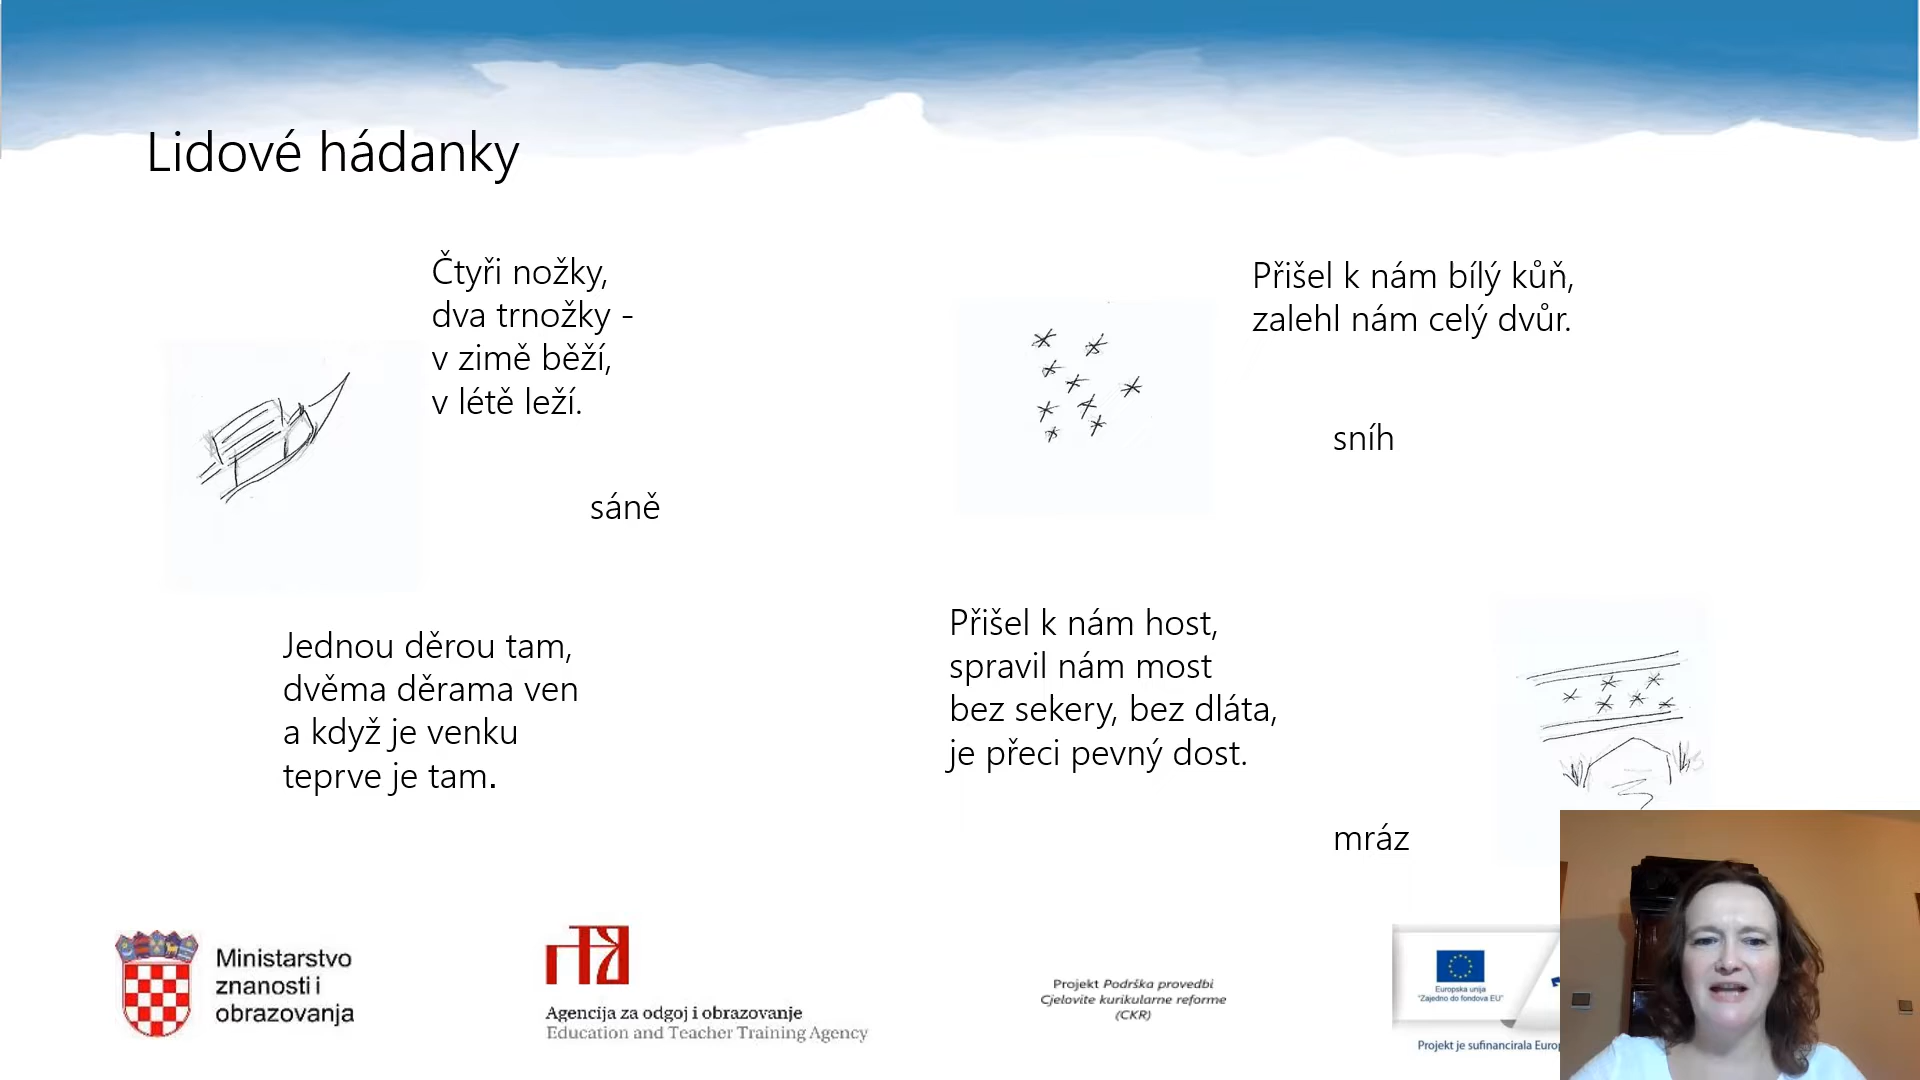 Lidové hádanky
Čtyři nožky,
dva trnožky -
v zimě běží,
v létě leží.
sáně
Přišel k nám bílý kůň,
zalehl nám celý dvůr.
sníh
Jednou děrou tam,
dvěma děrama ven
a když je venku
teprve je tam.
Přišel k nám host,
spravil nám most
bez sekery, bez dláta,
je přeci pevný dost.
mráz
Ministarstvo
znanosti i
obrazovanja
Agencija za odgoj i obrazovanje
Education and Teacher Training Agency
Projekt Podrška provedbi
Cjelovite kurikularne reforme
(CKR)
Europska unija
"Zajedno do fondova EU"
Projekt je sufinancirala Europ